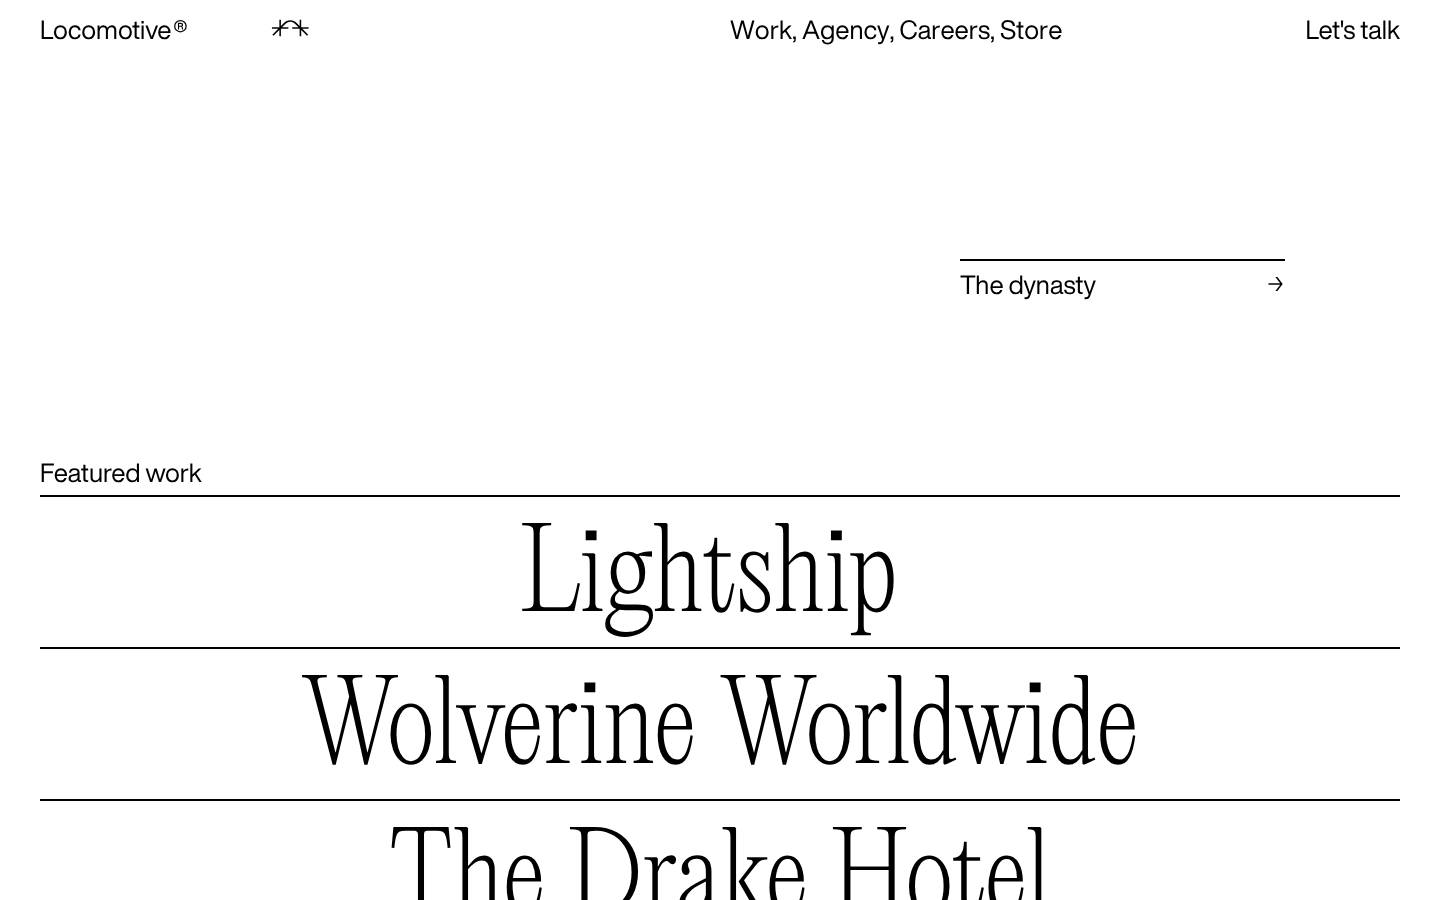 Locomotive®
Work, Agency, Careers, Store
Let's talk
The dynasty →
Featured work
Lightship
Wolverine Worldwide
The Drake Hotel